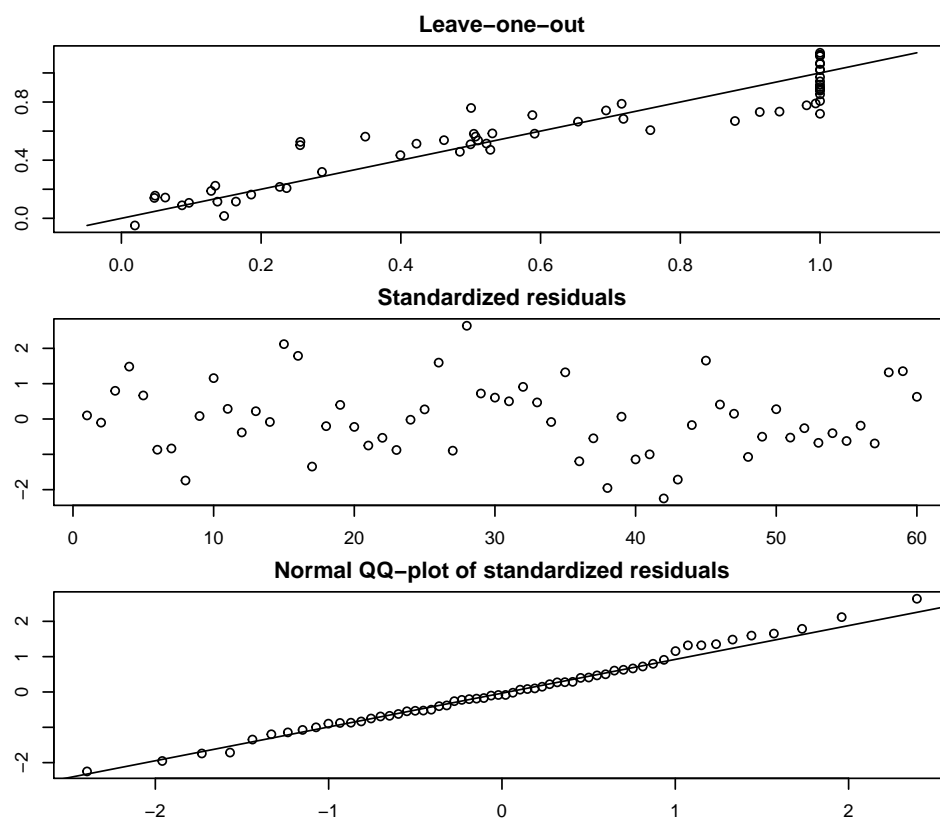 Leave−one−out
0.8
0.4
0.0
0.0 0.2 0.4 0.6 0.8 1.0
Standardized residuals
2
1
0
−2
0 10 20 30 40 50 60
Normal QQ−plot of standardized residuals
2
1
0
−2
−2 −1 0 1 2